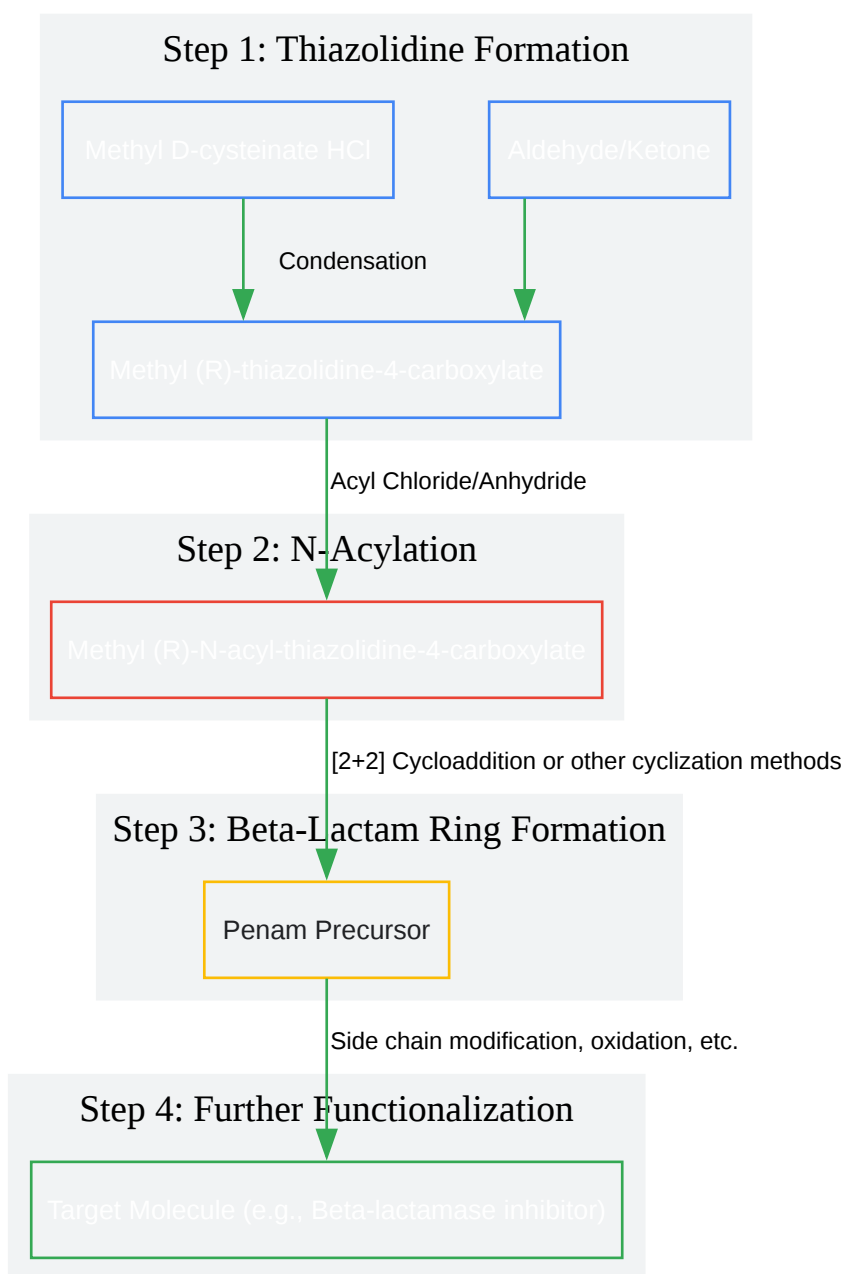 Step 1: Thiazolidine Formation
Methyl D-cysteinate HCl
Aldehyde/Ketone
Condensation
Methyl (R)-thiazolidine-4-carboxylate
Acyl Chloride/Anhydride
Step 2: N-Acylation
Methyl (R)-N-acyl-thiazolidine-4-carboxylate
[2+2] Cycloaddition or other cyclization methods
Step 3: Beta-Lactam Ring Formation
Penam Precursor
Side chain modification, oxidation, etc.
Step 4: Further Functionalization
Target Molecule (e.g., Beta-lactamase inhibitor)